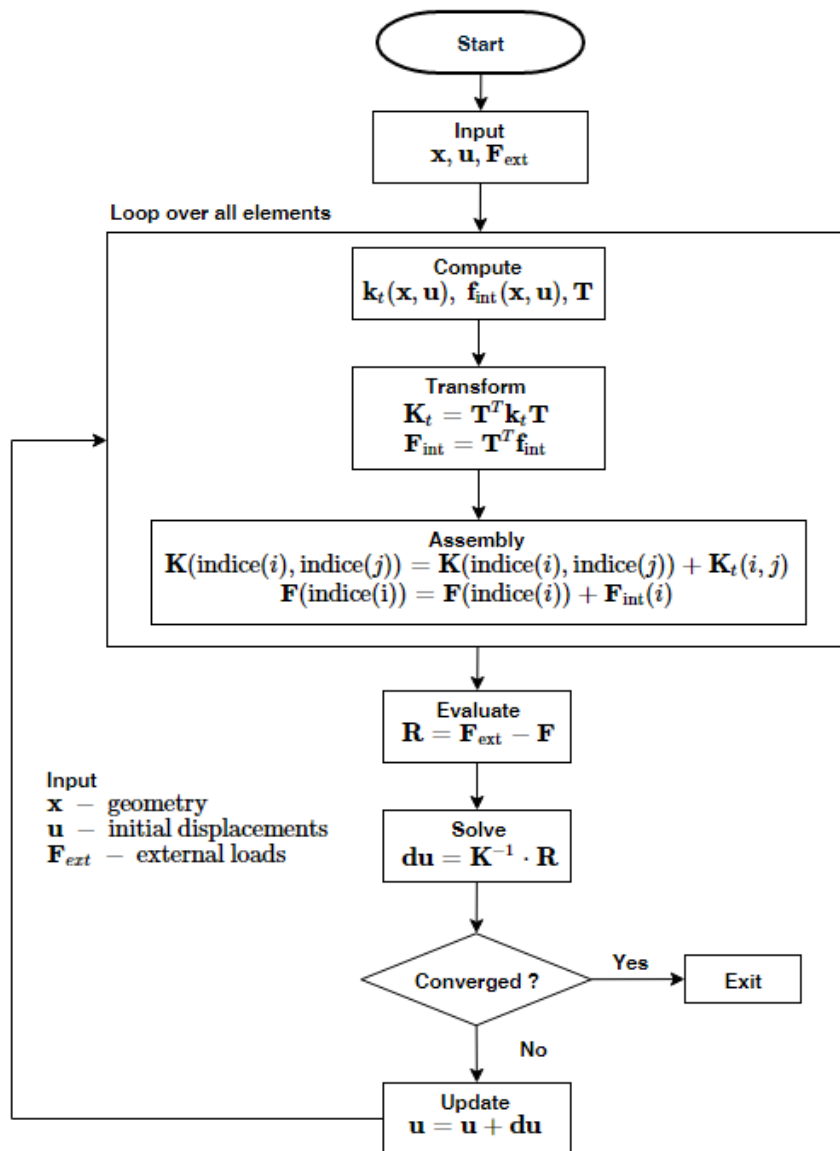 Start
Input
x, u, F_ext
Loop over all elements
Compute
k_t(x, u), f_int(x, u), T
Transform
K_t = T^T k_t T
F_int = T^T f_int
Assembly
K(indice(i), indice(j)) = K(indice(i), indice(j)) + K_t(i, j)
F(indice(i)) = F(indice(i)) + F_int(i)
Evaluate
R = F_ext − F
Input
x – geometry
u – initial displacements
F_ext – external loads
Solve
du = K^−1 · R
Converged ?
Yes
Exit
No
Update
u = u + du